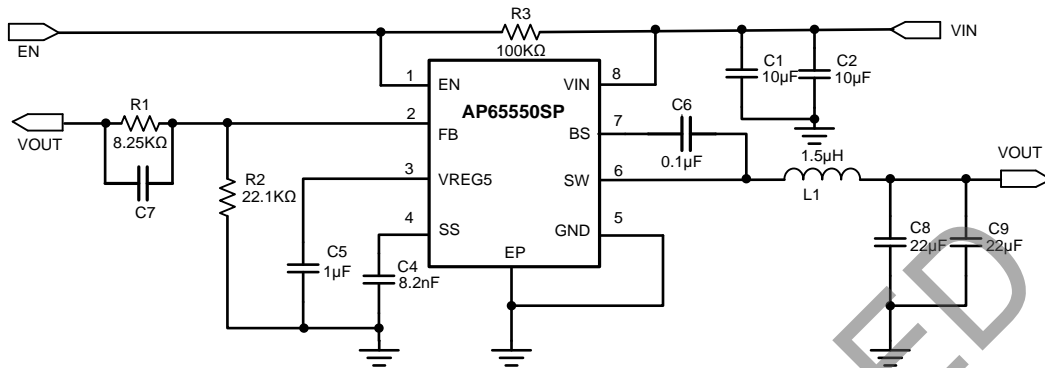 R3
EN
100KΩ
VIN
C1
10µF
C2
10µF
1
EN
VIN
8
AP65550SP
R1
VOUT
8.25KΩ
2
FB
BS
7
C6
0.1µF
C7
R2
22.1KΩ
3
VREG5
SW
6
1.5µH
L1
VOUT
4
SS
GND
5
EP
C5
1µF
C4
8.2nF
C8
22µF
C9
22µF
ED